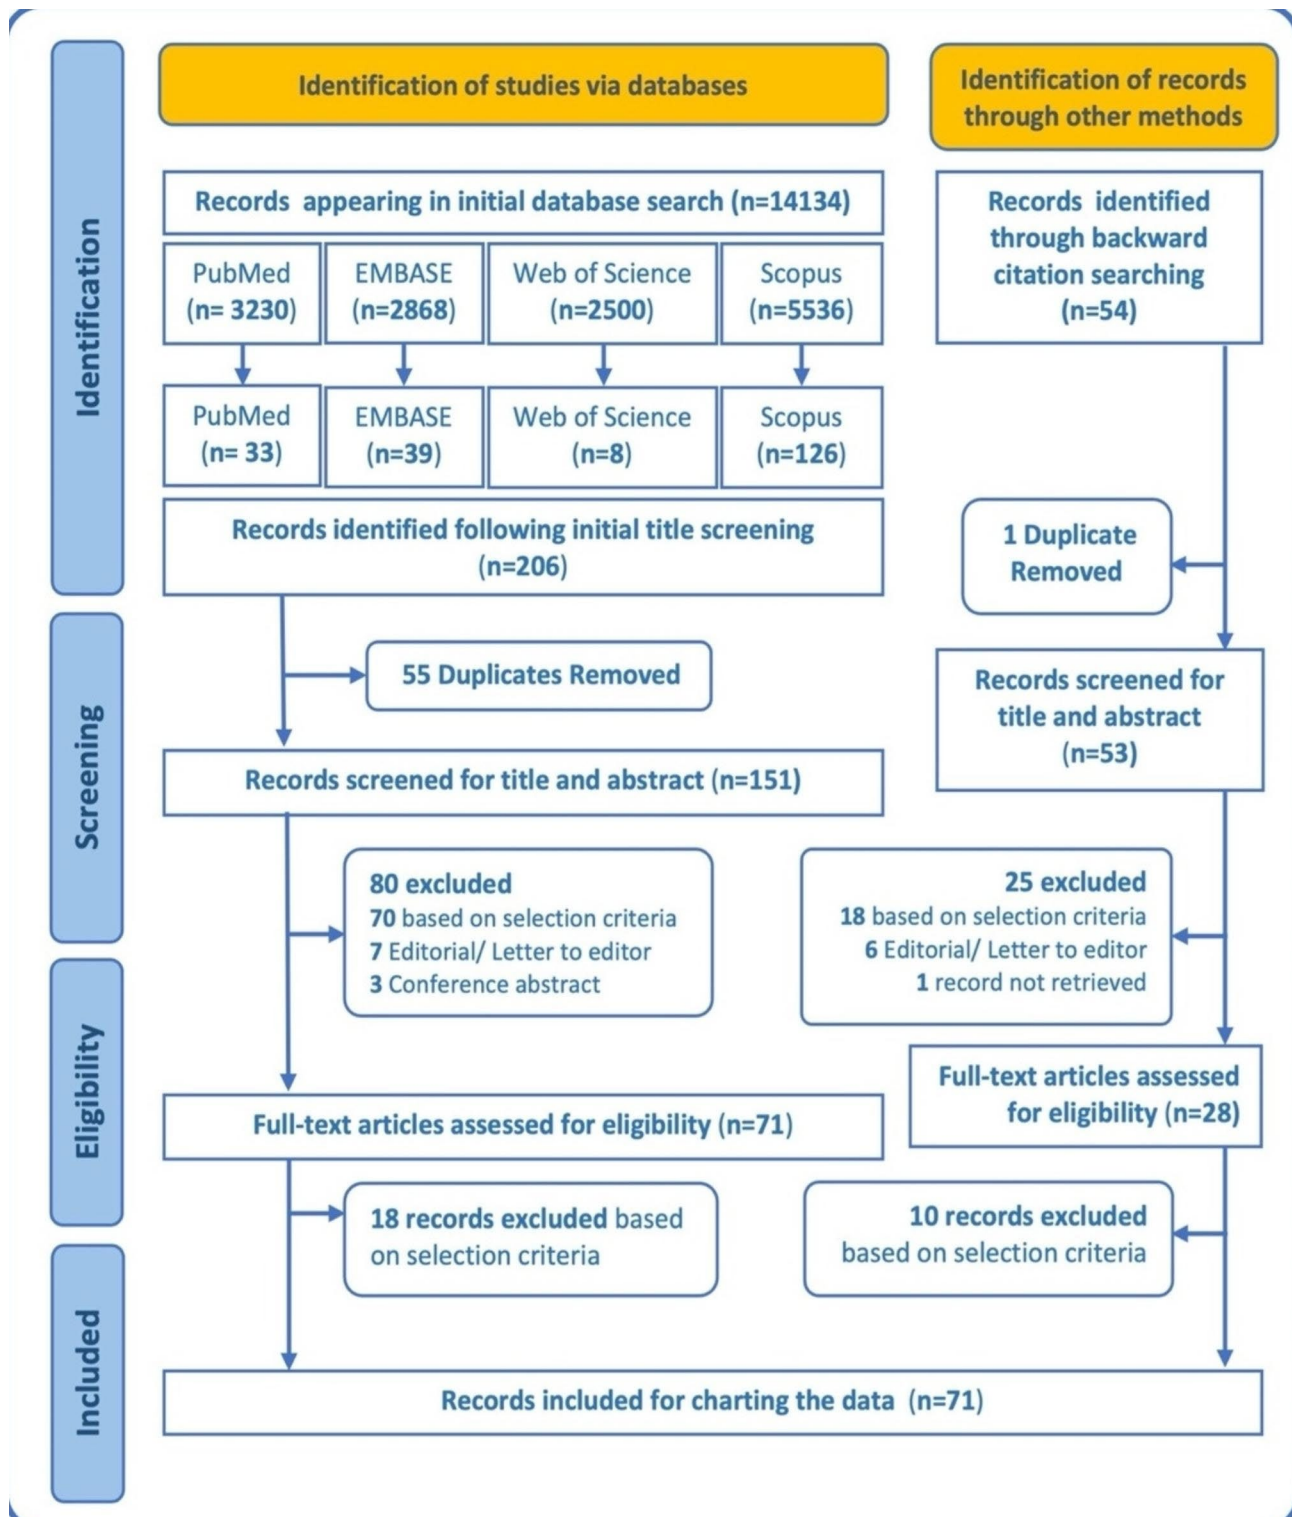 Identification
Identification of studies via databases
Records appearing in initial database search (n=14134)
PubMed
(n= 3230)
EMBASE
(n=2868)
Web of Science
(n=2500)
Scopus
(n=5536)
PubMed
(n= 33)
EMBASE
(n=39)
Web of Science
(n=8)
Scopus
(n=126)
Records identified following initial title screening
(n=206)
Identification of records
through other methods
Records identified
through backward
citation searching
(n=54)
1 Duplicate
Removed
Screening
55 Duplicates Removed
Records screened for title and abstract (n=151)
80 excluded
70 based on selection criteria
7 Editorial/ Letter to editor
3 Conference abstract
Records screened for
title and abstract
(n=53)
25 excluded
18 based on selection criteria
6 Editorial/ Letter to editor
1 record not retrieved
Eligibility
Full-text articles assessed for eligibility (n=71)
18 records excluded based
on selection criteria
Full-text articles assessed
for eligibility (n=28)
10 records excluded
based on selection criteria
Included
Records included for charting the data (n=71)